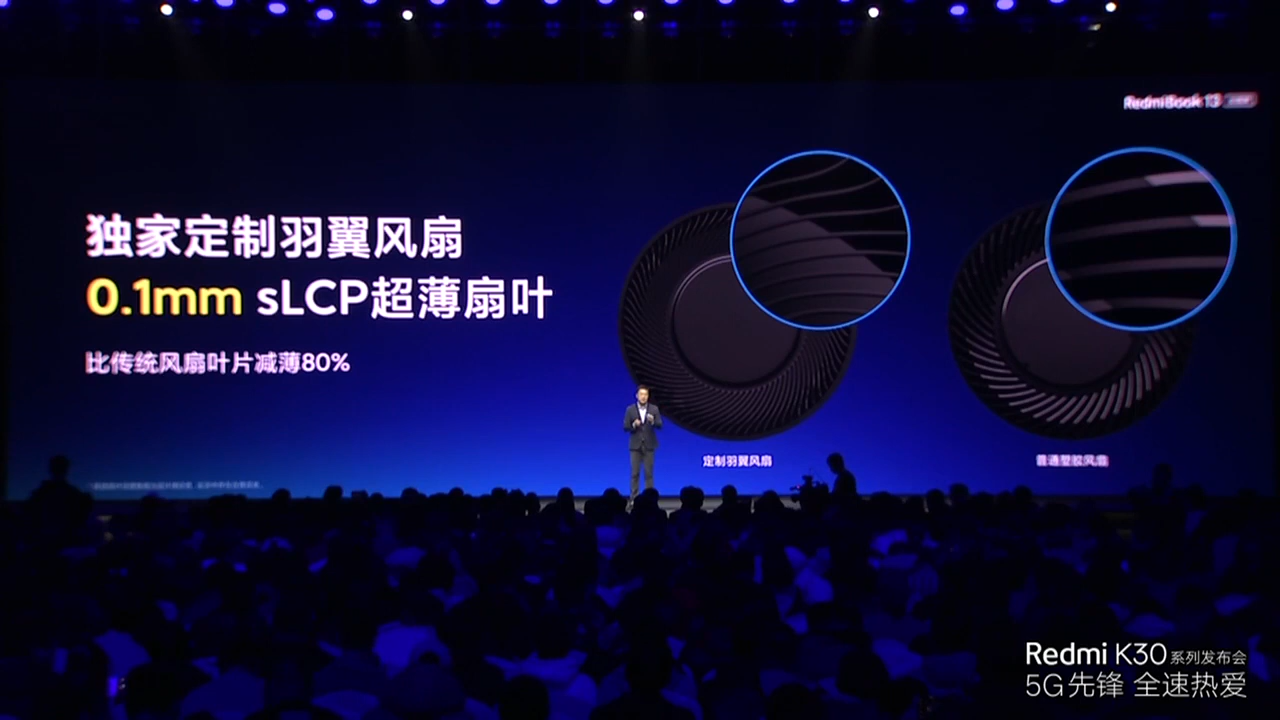 RedmiBook 13
独家定制羽翼风扇
0.1mm sLCP超薄扇叶
比传统风扇叶片减薄80%
定制羽翼风扇
普通塑胶风扇
Redmi K30系列发布会
5G先锋 全速热爱